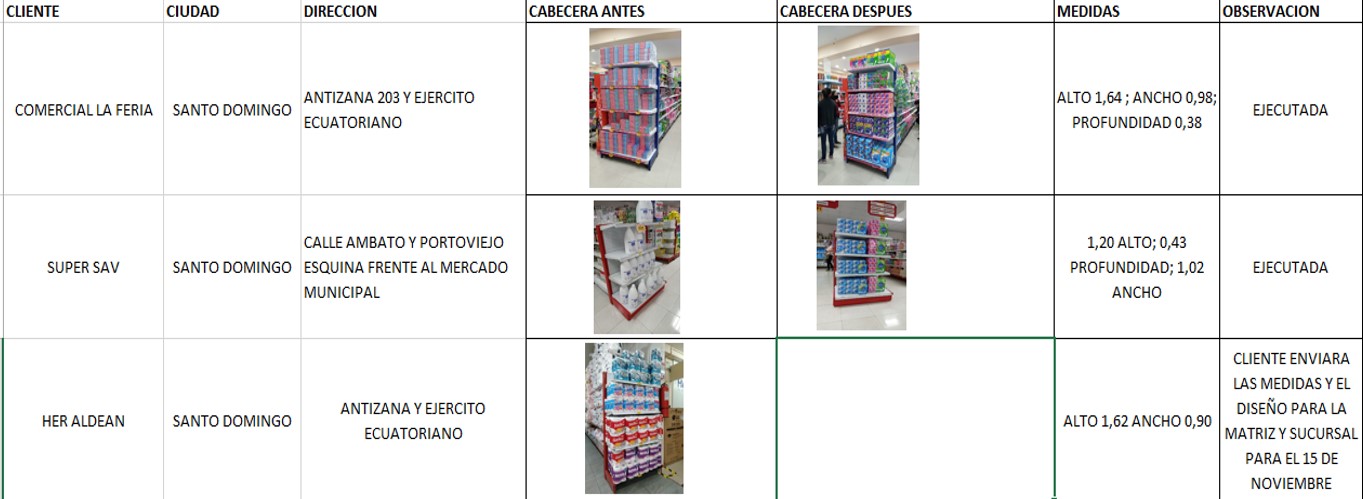 CLIENTE CIUDAD DIRECCION CABECERA ANTES CABECERA DESPUES MEDIDAS OBSERVACION
COMERCIAL LA FERIA
SANTO DOMINGO
ANTIZANA 203 Y EJERCITO
ECUATORIANO
ALTO 1,64 ; ANCHO 0,98;
PROFUNDIDAD 0,38
EJECUTADA
SUPER SAV
SANTO DOMINGO
CALLE AMBATO Y PORTOVIEJO
ESQUINA FRENTE AL MERCADO
MUNICIPAL
1,20 ALTO; 0,43
PROFUNDIDAD; 1,02
ANCHO
EJECUTADA
HER ALDEAN
SANTO DOMINGO
ANTIZANA Y EJERCITO
ECUATORIANO
ALTO 1,62 ANCHO 0,90
CLIENTE ENVIARA
LAS MEDIDAS Y EL
DISEÑO PARA LA
MATRIZ Y SUCURSAL
PARA EL 15 DE
NOVIEMBRE